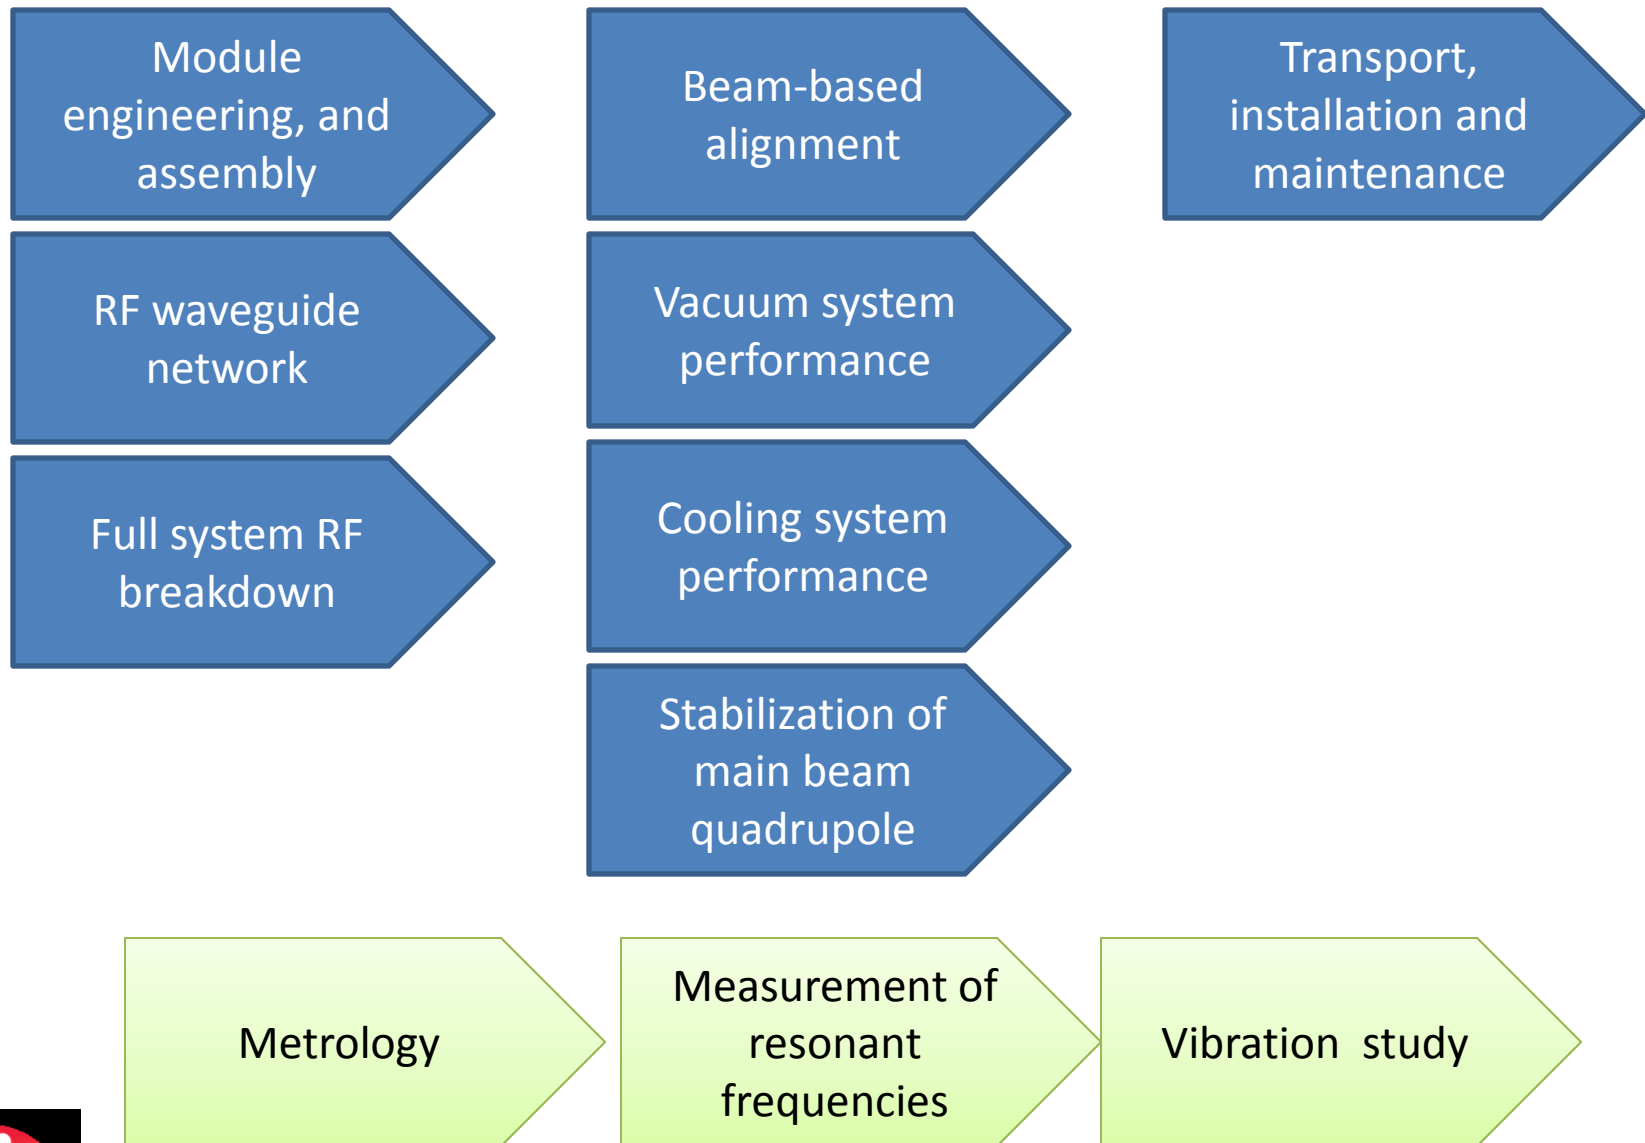 Module
engineering, and
assembly
RF waveguide
network
Full system RF
breakdown
Beam-based
alignment
Vacuum system
performance
Cooling system
performance
Stabilization of
main beam
quadrupole
Transport,
installation and
maintenance
Metrology
Measurement of
resonant
frequencies
Vibration  study